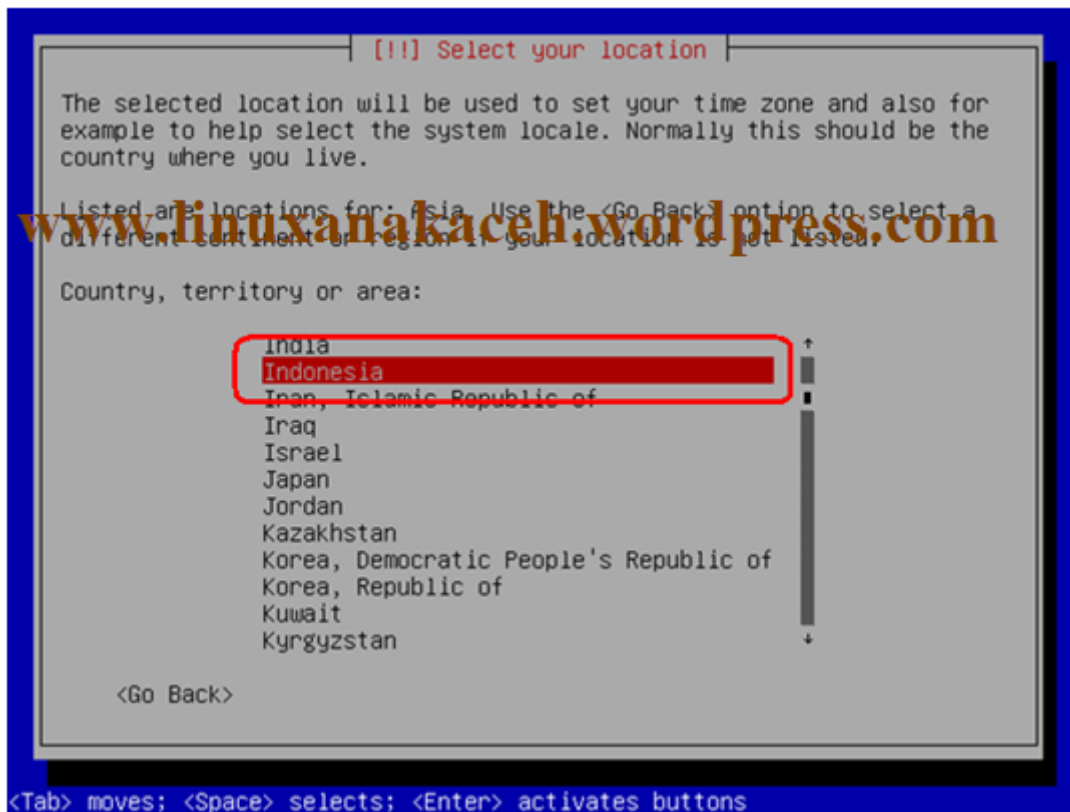 [!!] Select your location
The selected location will be used to set your time zone and also for
example to help select the system locale. Normally this should be the
country where you live.
Listed are locations for: Asia. Use the <Go Back> option to select a
different continent or region if your location is not listed.
www.linuxanakaceh.wordpress.com
Country, territory or area:
India
Indonesia
Iran, Islamic Republic of
Iraq
Israel
Japan
Jordan
Kazakhstan
Korea, Democratic People's Republic of
Korea, Republic of
Kuwait
Kyrgyzstan
<Go Back>
<Tab> moves; <Space> selects; <Enter> activates buttons